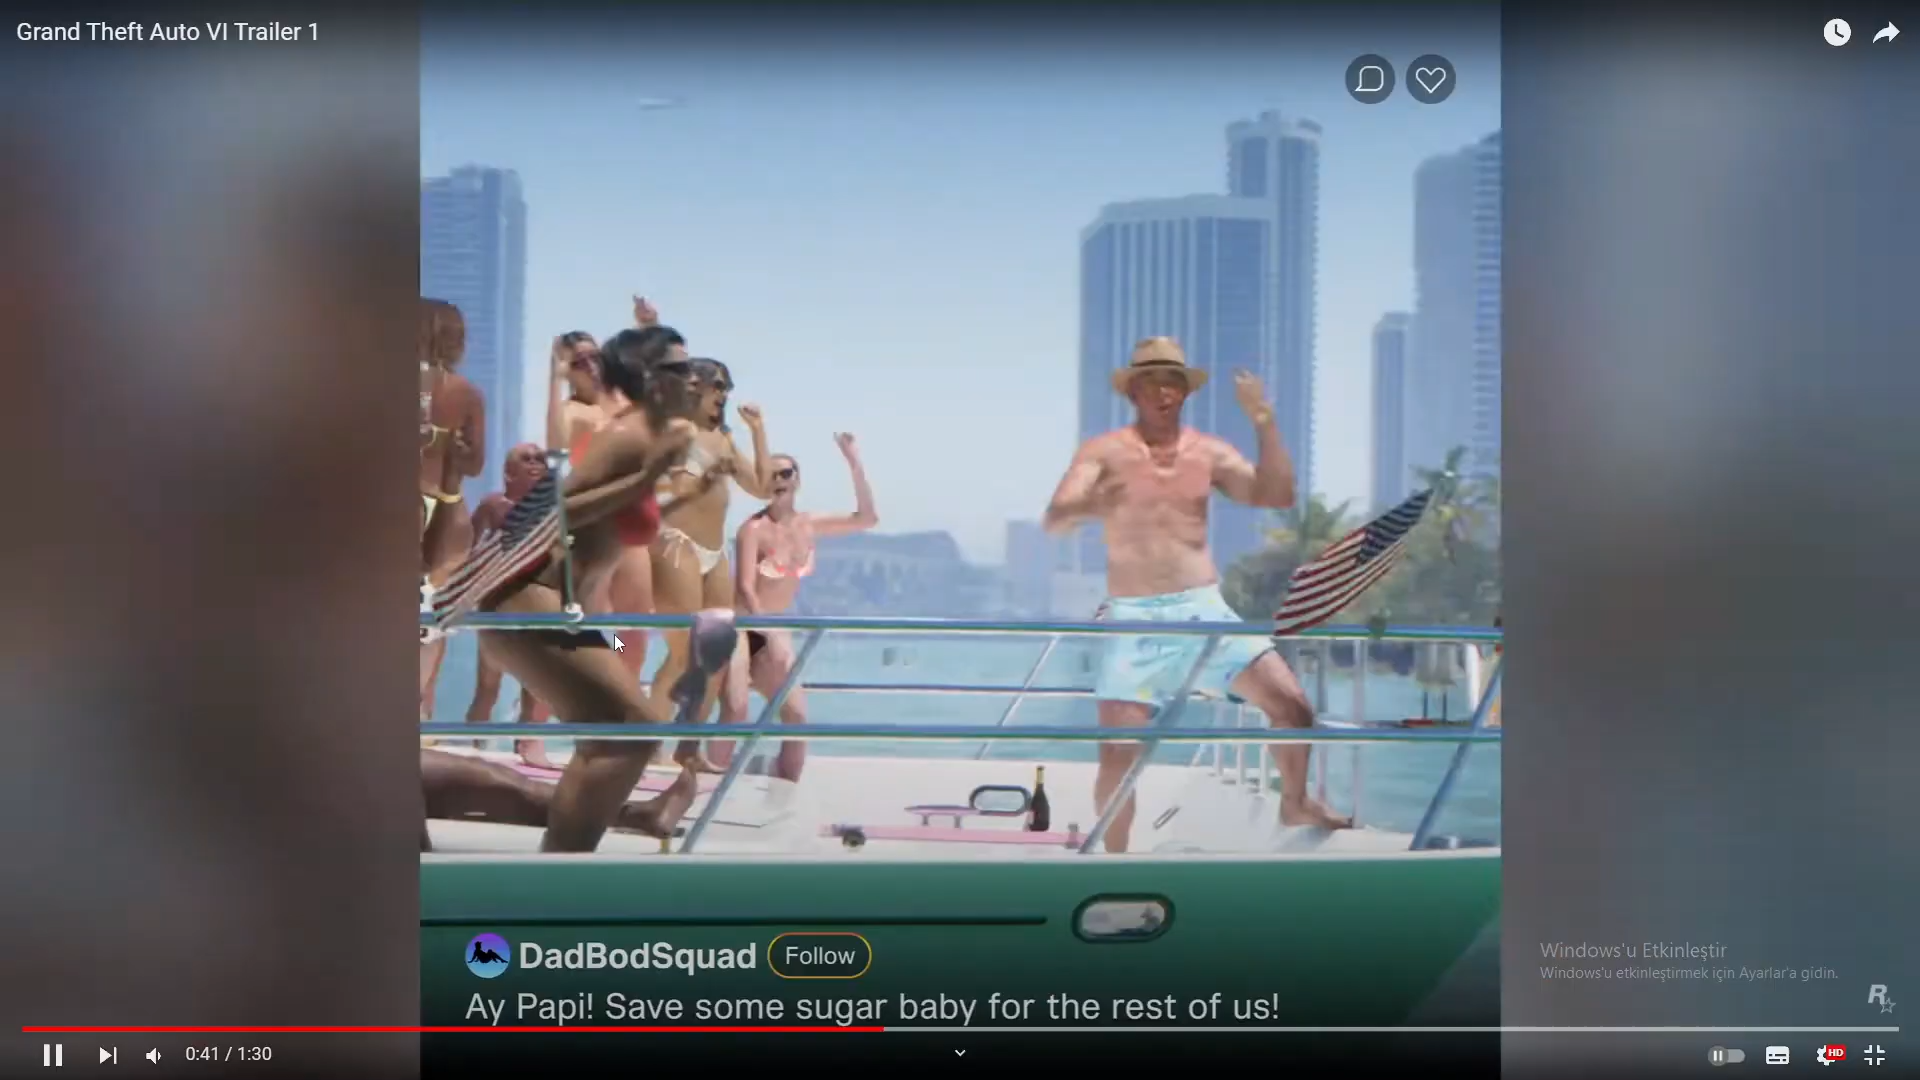 Grand Theft Auto VI Trailer 1
DadBodSquad Follow
Ay Papi! Save some sugar baby for the rest of us!
Windows'u Etkinleştir
Windows'u etkinleştirmek için Ayarlar'a gidin.
R
0:41 / 1:30
HD